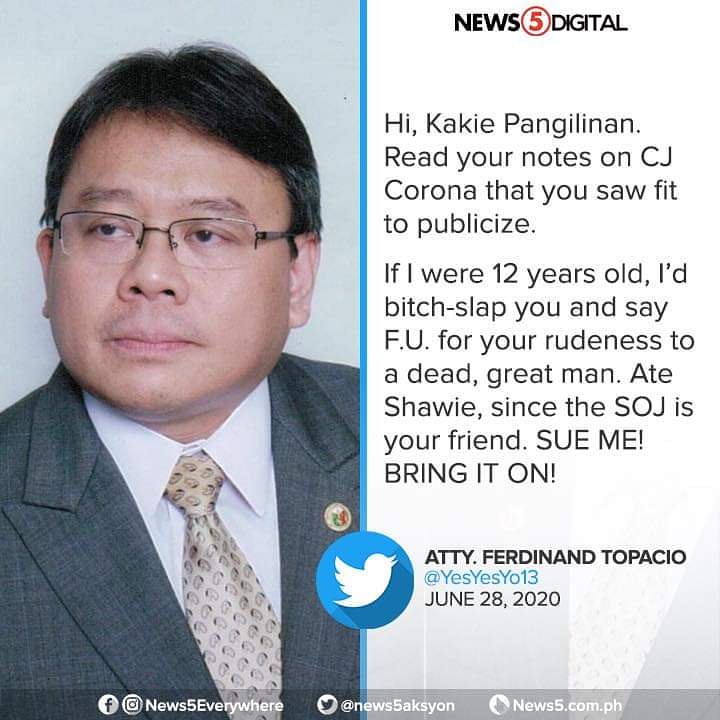 NEWS5DIGITAL
Hi, Kakie Pangilinan.
Read your notes on CJ
Corona that you saw fit
to publicize.
If I were 12 years old, I'd
bitch-slap you and say
F.U. for your rudeness to
a dead, great man. Ate
Shawie, since the SOJ is
your friend. SUE ME!
BRING IT ON!
ATTY. FERDINAND TOPACIO
@YesYesYo13
JUNE 28, 2020
News5Everywhere
@news5aksyon
News5.com.ph